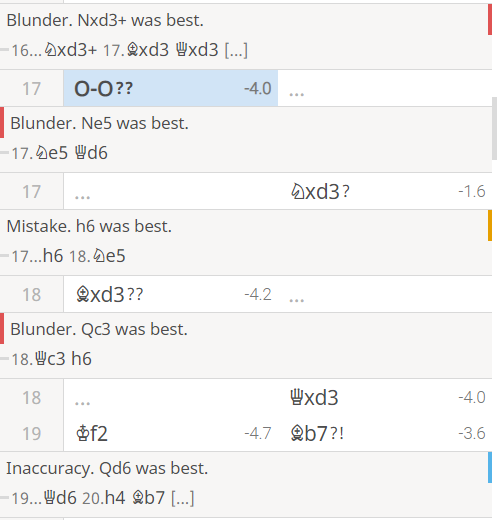 Blunder. Nxd3+ was best.
16...♘xd3+ 17.♗xd3 ♕xd3 [...]
17 O-O?? -4.0 ...
Blunder. Ne5 was best.
17.♘e5 ♕d6
17 ... ♘xd3? -1.6
Mistake. h6 was best.
17...h6 18.♘e5
18 ♗xd3?? -4.2 ...
Blunder. Qc3 was best.
18.♕c3 h6
18 ... ♕xd3 -4.0
19 ♔f2 -4.7 ♗b7?! -3.6
Inaccuracy. Qd6 was best.
19...♕d6 20.h4 ♗b7 [...]